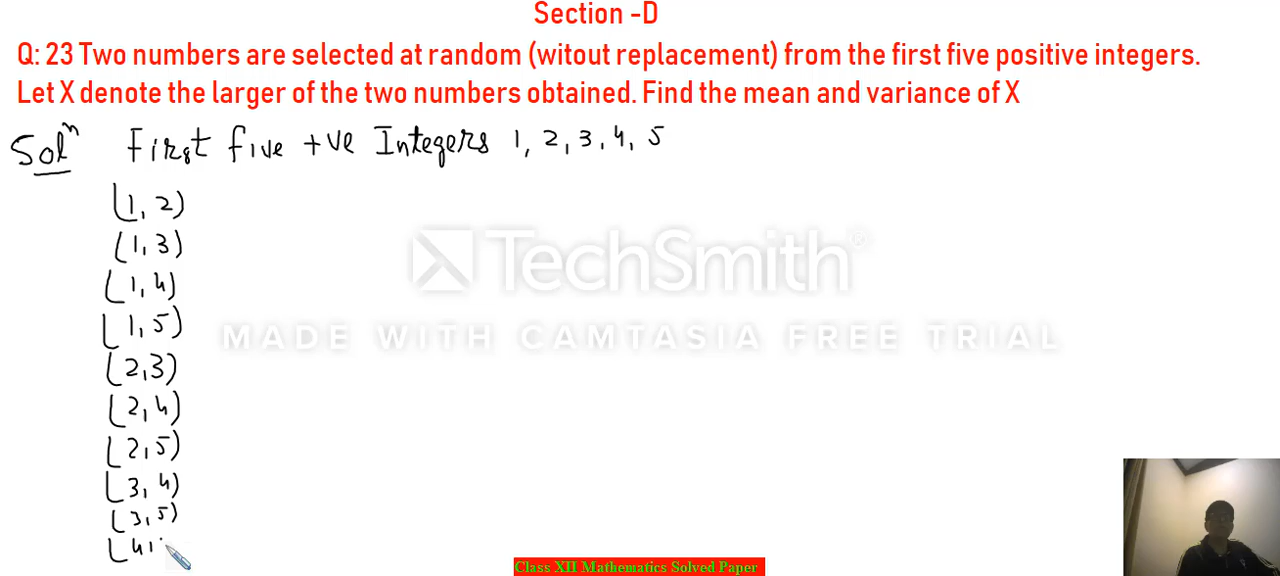 Section -D
Q: 23 Two numbers are selected at random (witout replacement) from the first five positive integers.
Let X denote the larger of the two numbers obtained. Find the mean and variance of X
Solⁿ First five +ve Integers 1, 2, 3, 4, 5
(1, 2)
(1, 3)
(1, 4)
(1, 5)
(2,3)
(2, 4)
(2,5)
(3, 4)
(3,5)
(4,
TechSmith®
MADE WITH CAMTASIA FREE TRIAL
Class XII Mathematics Solved Paper